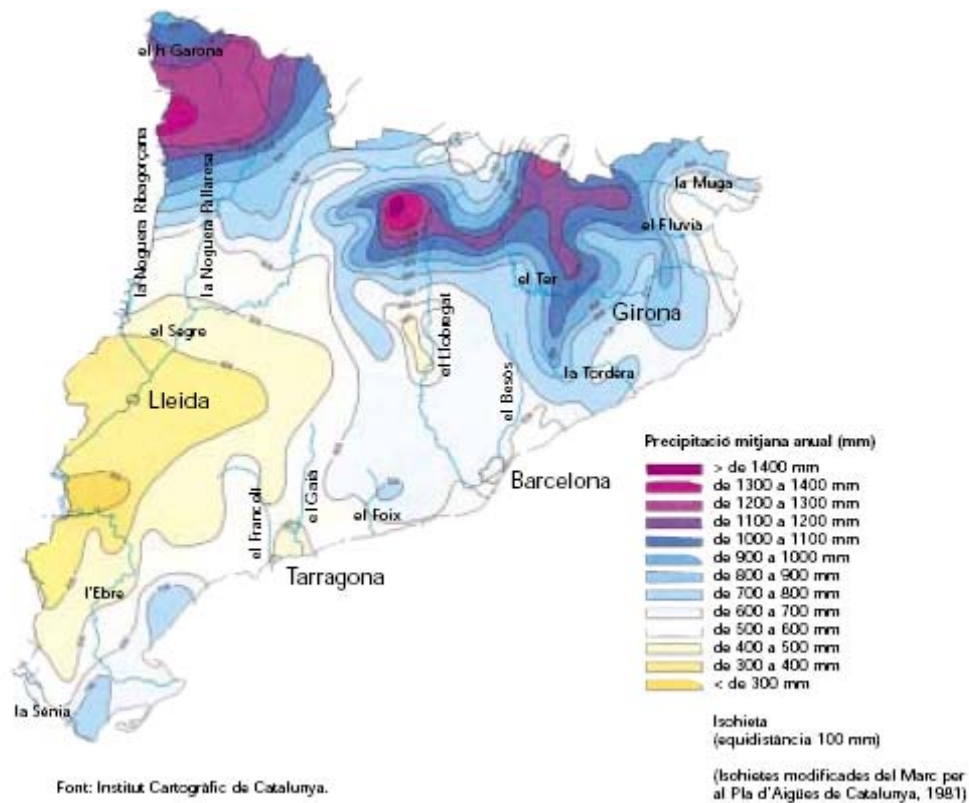 el h Garona
la Noguera Ribagorçana
la Noguera Pallaresa
la Muga
el Fluvià
el Ter
Girona
el Segre
el Llobregat
la Tordera
Lleida
el Besòs
Barcelona
el Francolí
el Gaià
el Foix
Tarragona
l'Ebre
la Sénia
Precipitació mitjana anual (mm)
> de 1400 mm
de 1300 a 1400 mm
de 1200 a 1300 mm
de 1100 a 1200 mm
de 1000 a 1100 mm
de 900 a 1000 mm
de 800 a 900 mm
de 700 a 800 mm
de 600 a 700 mm
de 500 a 600 mm
de 400 a 500 mm
de 300 a 400 mm
< de 300 mm
Isohieta
(equidistància 100 mm)
(Isohietes modificades del Marc per
al Pla d'Aigües de Catalunya, 1981)
Font: Institut Cartogràfic de Catalunya.